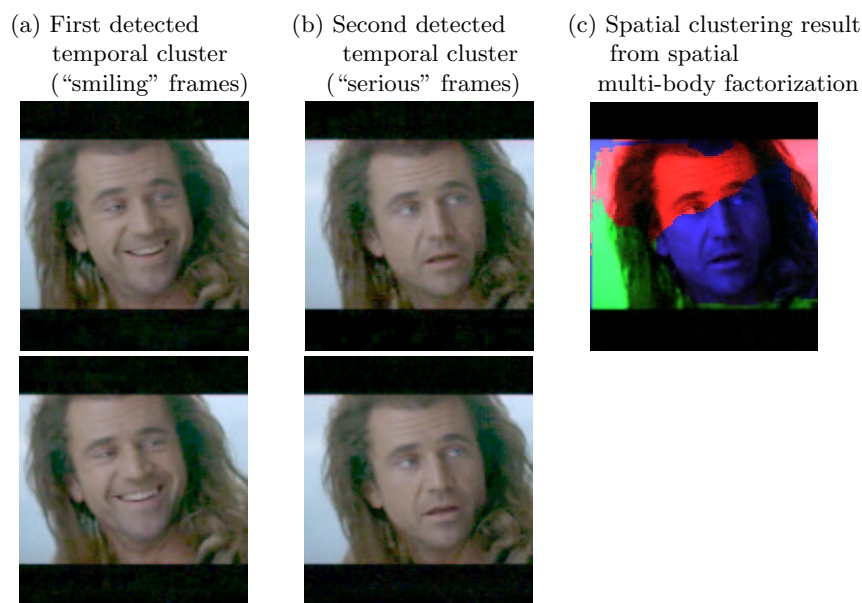 (a) First detected
temporal cluster
(“smiling” frames)
(b) Second detected
temporal cluster
(“serious” frames)
(c) Spatial clustering result
from spatial
multi-body factorization